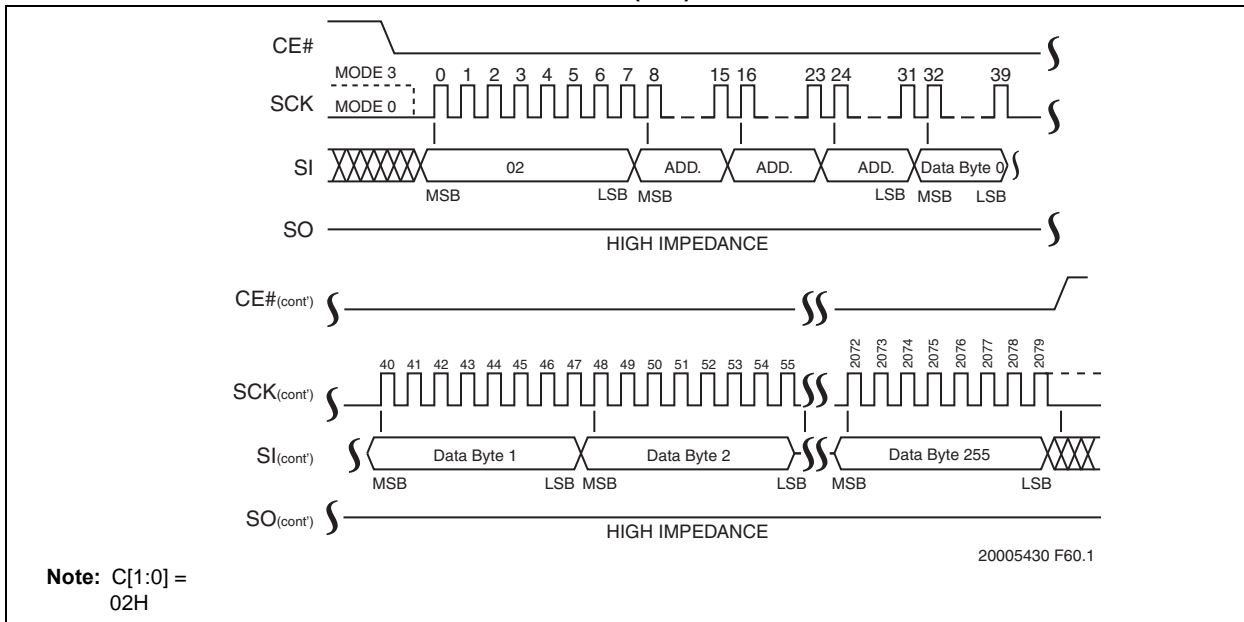 CE#
MODE 3
0 1 2 3 4 5 6 7 8 15 16 23 24 31 32 39
SCK
MODE 0
SI 02 ADD. ADD. ADD. Data Byte 0
MSB LSB MSB LSB MSB LSB
SO
HIGH IMPEDANCE
CE#(cont')
40 41 42 43 44 45 46 47 48 49 50 51 52 53 54 55 2072 2073 2074 2075 2076 2077 2078 2079
SCK(cont')
SI(cont') Data Byte 1 Data Byte 2 Data Byte 255
MSB LSB MSB LSB MSB LSB
SO(cont')
HIGH IMPEDANCE
20005430 F60.1
Note: C[1:0] =
02H